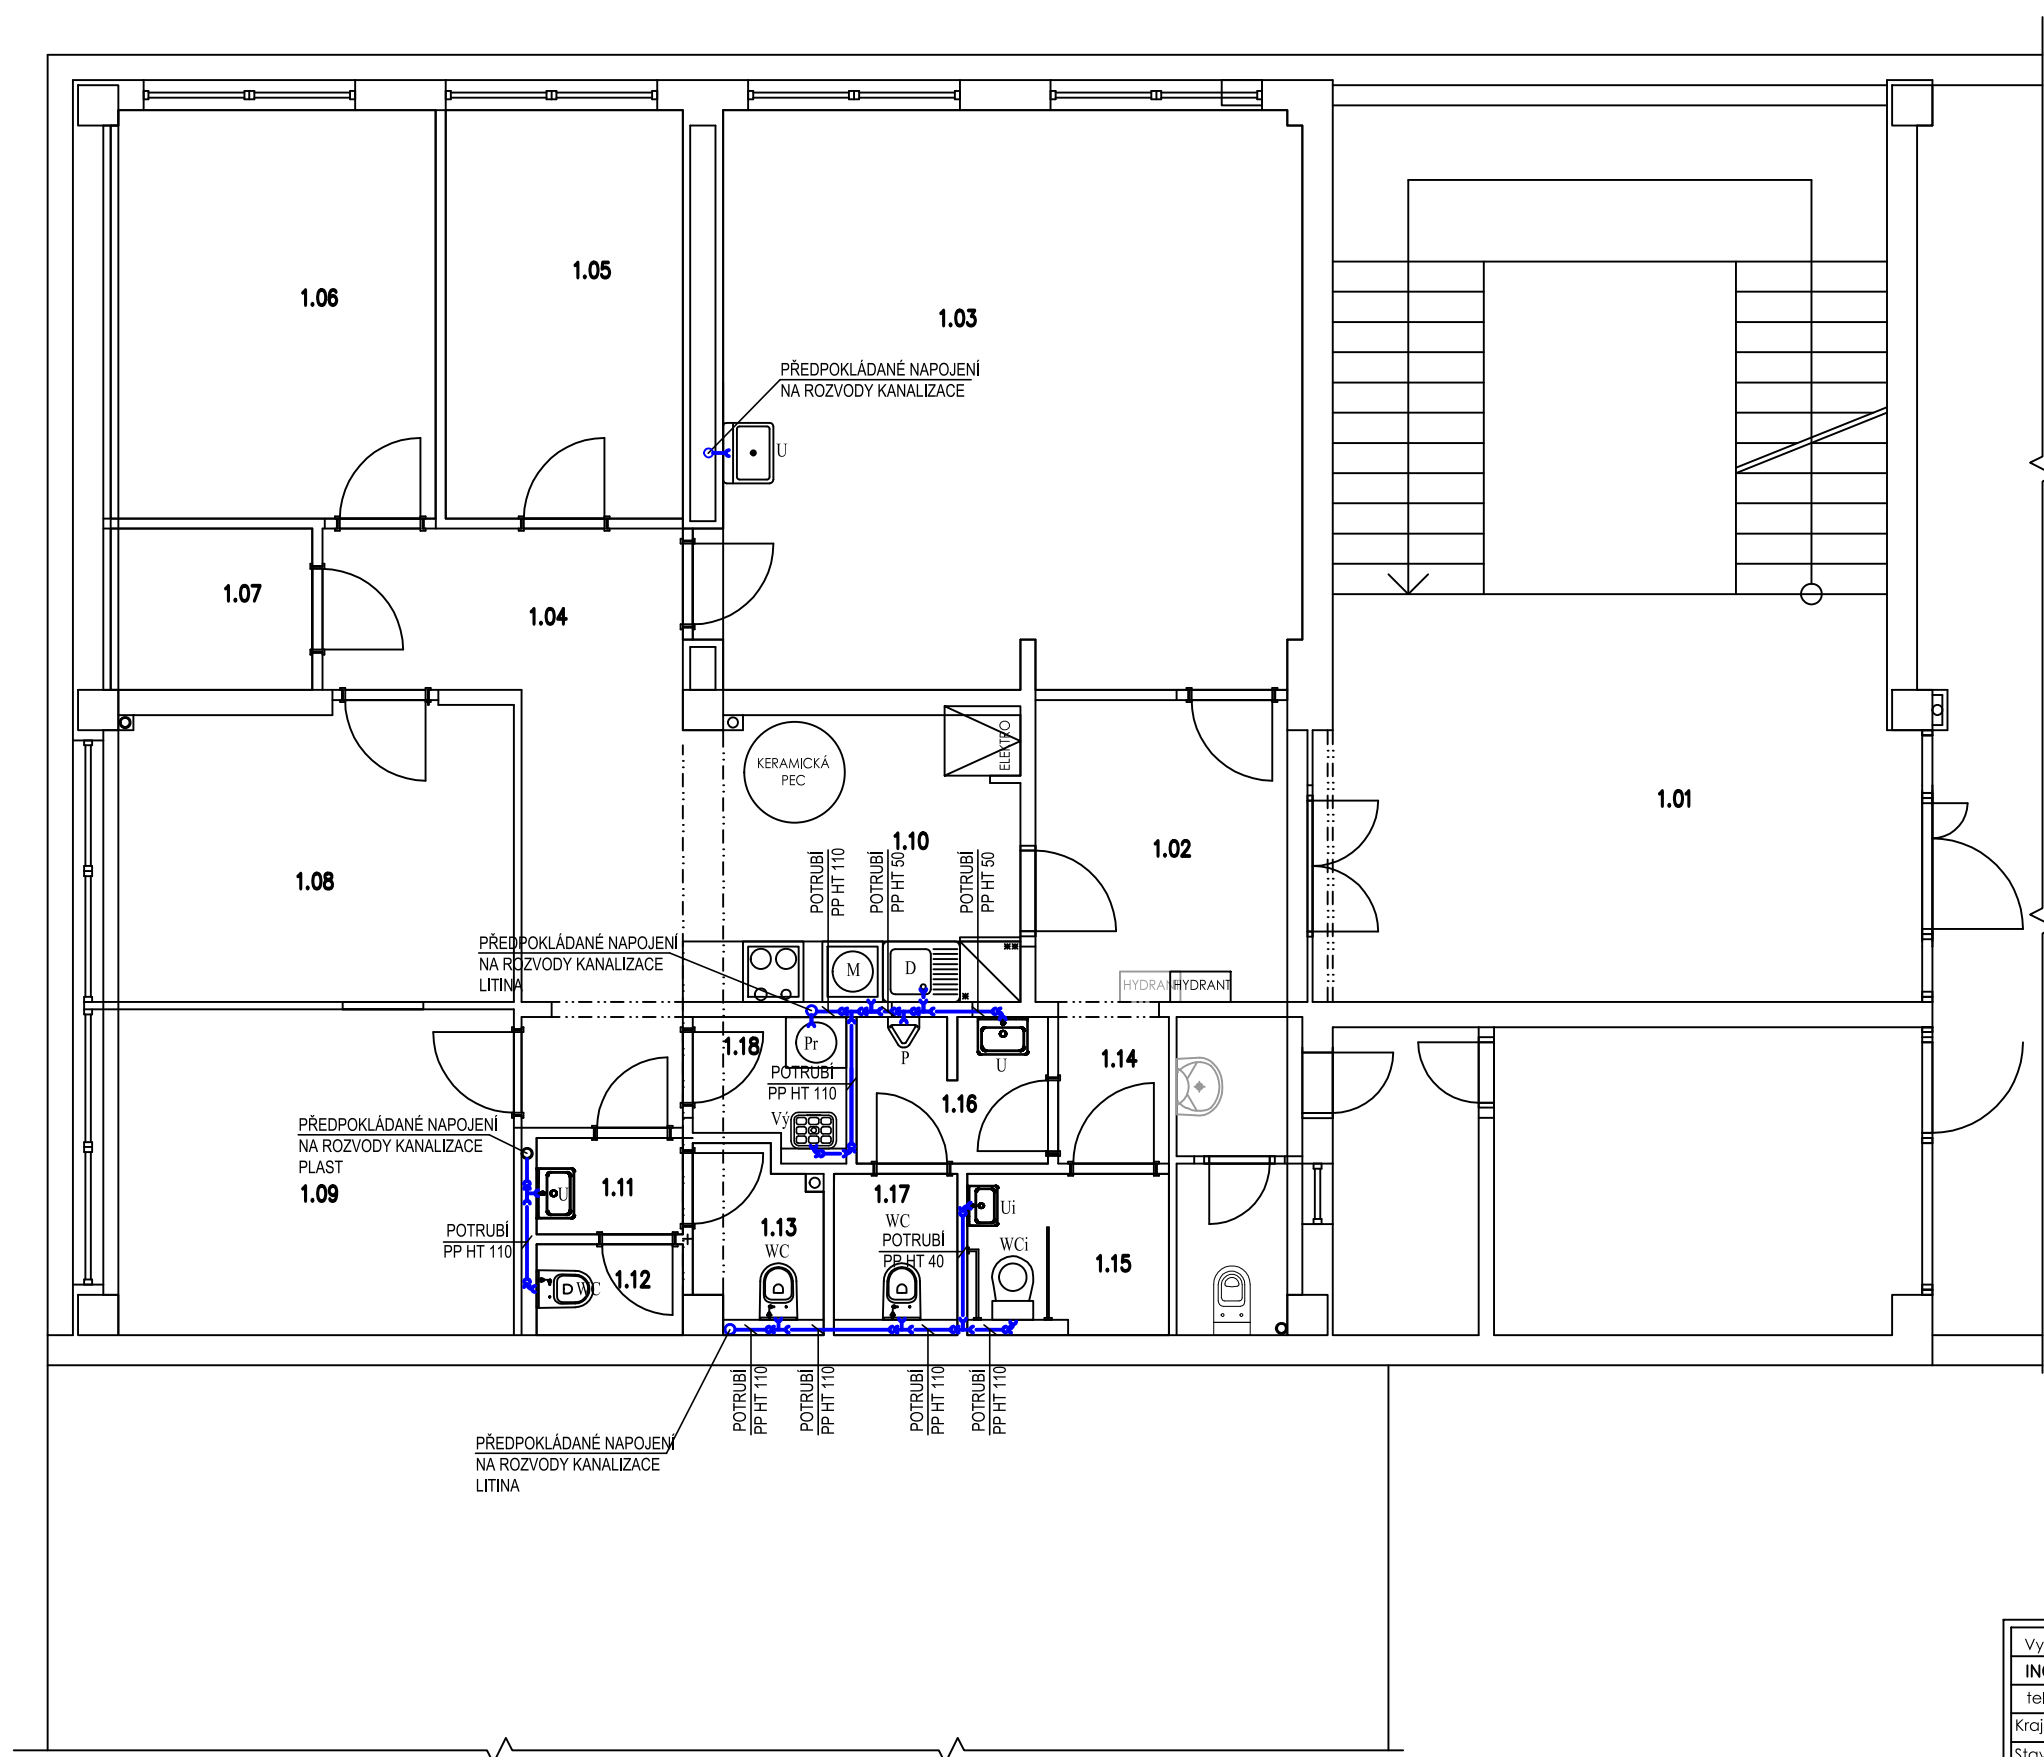 1.05
1.06
1.03
PŘEDPOKLÁDANÉ NAPOJENÍ
NA ROZVODY KANALIZACE
U
1.07
1.04
ELEKTRO
KERAMICKÁ
PEC
1.01
1.10
1.02
1.08
POTRUBÍ
PP HT 110
POTRUBÍ
PP HT 50
POTRUBÍ
PP HT 50
PŘEDPOKLÁDANÉ NAPOJENÍ
NA ROZVODY KANALIZACE
LITINA
M
D
HYDRANT
HYDRANT
1.18
Pr
P
U
1.14
POTRUBÍ
PP HT 110
1.16
Vý
PŘEDPOKLÁDANÉ NAPOJENÍ
NA ROZVODY KANALIZACE
PLAST
1.09
U
1.11
1.17
WC
Ui
POTRUBÍ
PP HT 110
1.13
WC
POTRUBÍ
PP HT 40
WCi
1.15
WC
1.12
POTRUBÍ
PP HT 110
POTRUBÍ
PP HT 110
POTRUBÍ
PP HT 110
POTRUBÍ
PP HT 110
PŘEDPOKLÁDANÉ NAPOJENÍ
NA ROZVODY KANALIZACE
LITINA
Vy
tel
Kraj